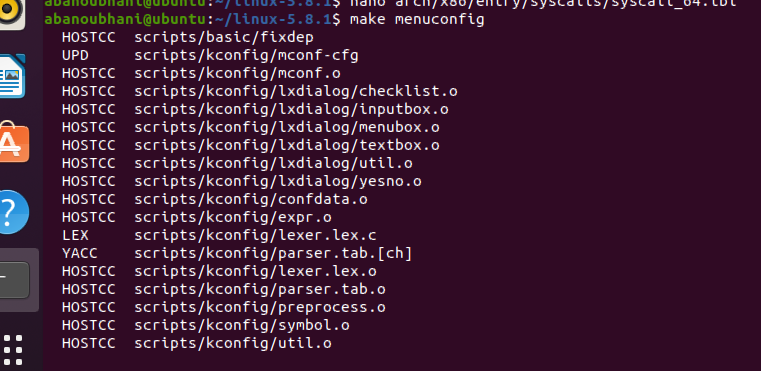 abanoubhani@ubuntu:~/linux-5.8.1$ nano arch/x86/entry/syscalls/syscall_64.tbl
abanoubhani@ubuntu:~/linux-5.8.1$ make menuconfig
HOSTCC  scripts/basic/fixdep
UPD     scripts/kconfig/mconf-cfg
HOSTCC  scripts/kconfig/mconf.o
HOSTCC  scripts/kconfig/lxdialog/checklist.o
HOSTCC  scripts/kconfig/lxdialog/inputbox.o
HOSTCC  scripts/kconfig/lxdialog/menubox.o
HOSTCC  scripts/kconfig/lxdialog/textbox.o
HOSTCC  scripts/kconfig/lxdialog/util.o
HOSTCC  scripts/kconfig/lxdialog/yesno.o
HOSTCC  scripts/kconfig/confdata.o
HOSTCC  scripts/kconfig/expr.o
LEX     scripts/kconfig/lexer.lex.c
YACC    scripts/kconfig/parser.tab.[ch]
HOSTCC  scripts/kconfig/lexer.lex.o
HOSTCC  scripts/kconfig/parser.tab.o
HOSTCC  scripts/kconfig/preprocess.o
HOSTCC  scripts/kconfig/symbol.o
HOSTCC  scripts/kconfig/util.o